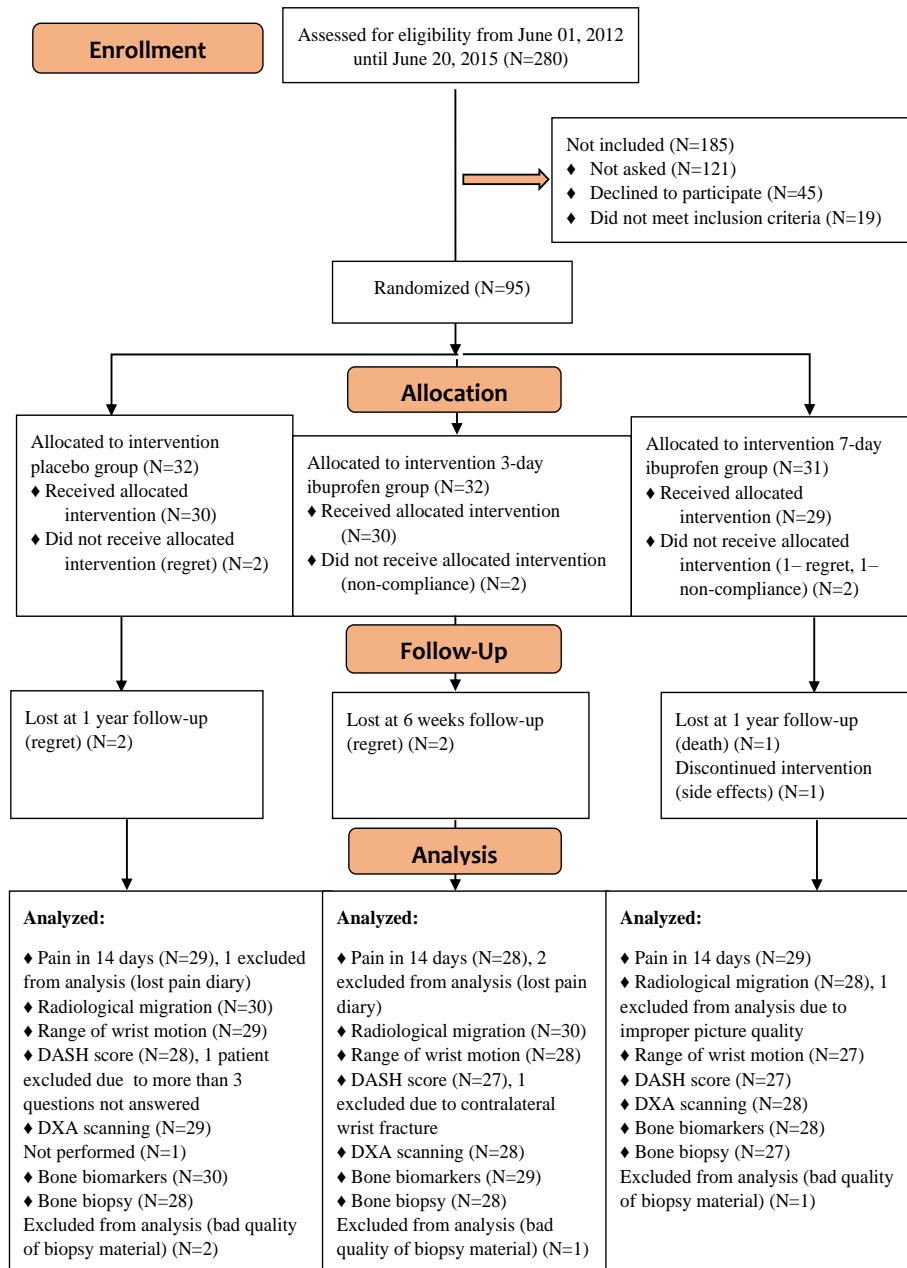 Enrollment
Assessed for eligibility from June 01, 2012
until June 20, 2015 (N=280)
Not included (N=185)
♦ Not asked (N=121)
♦ Declined to participate (N=45)
♦ Did not meet inclusion criteria (N=19)
Randomized (N=95)
Allocation
Allocated to intervention
placebo group (N=32)
♦ Received allocated
intervention (N=30)
♦ Did not receive allocated
intervention (regret) (N=2)
Allocated to intervention 3-day
ibuprofen group (N=32)
♦ Received allocated intervention
(N=30)
♦ Did not receive allocated intervention
(non-compliance) (N=2)
Allocated to intervention 7-day
ibuprofen group (N=31)
♦ Received allocated
intervention (N=29)
♦ Did not receive allocated
intervention (1– regret, 1–
non-compliance) (N=2)
Follow-Up
Lost at 1 year follow-up
(regret) (N=2)
Lost at 6 weeks follow-up
(regret) (N=2)
Lost at 1 year follow-up
(death) (N=1)
Discontinued intervention
(side effects) (N=1)
Analysis
Analyzed:
♦ Pain in 14 days (N=29), 1 excluded
from analysis (lost pain diary)
♦ Radiological migration (N=30)
♦ Range of wrist motion (N=29)
♦ DASH score (N=28), 1 patient
excluded due to more than 3
questions not answered
♦ DXA scanning (N=29)
Not performed (N=1)
♦ Bone biomarkers (N=30)
♦ Bone biopsy (N=28)
Excluded from analysis (bad quality
of biopsy material) (N=2)
Analyzed:
♦ Pain in 14 days (N=28), 2
excluded from analysis (lost pain
diary)
♦ Radiological migration (N=30)
♦ Range of wrist motion (N=28)
♦ DASH score (N=27), 1
excluded due to contralateral
wrist fracture
♦ DXA scanning (N=28)
♦ Bone biomarkers (N=29)
♦ Bone biopsy (N=28)
Excluded from analysis (bad
quality of biopsy material) (N=1)
Analyzed:
♦ Pain in 14 days (N=29)
♦ Radiological migration (N=28), 1
excluded from analysis due to
improper picture quality
♦ Range of wrist motion (N=27)
♦ DASH score (N=27)
♦ DXA scanning (N=28)
♦ Bone biomarkers (N=28)
♦ Bone biopsy (N=27)
Excluded from analysis (bad quality
of biopsy material) (N=1)